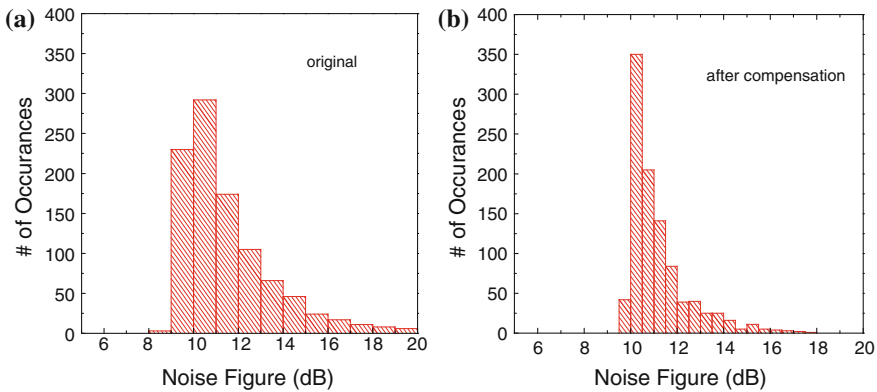 (a)
400
350
300
250
200
150
100
50
0
# of Occurances
original
6 8 10 12 14 16 18 20
Noise Figure (dB)
(b)
400
350
300
250
200
150
100
50
0
# of Occurances
after compensation
6 8 10 12 14 16 18 20
Noise Figure (dB)